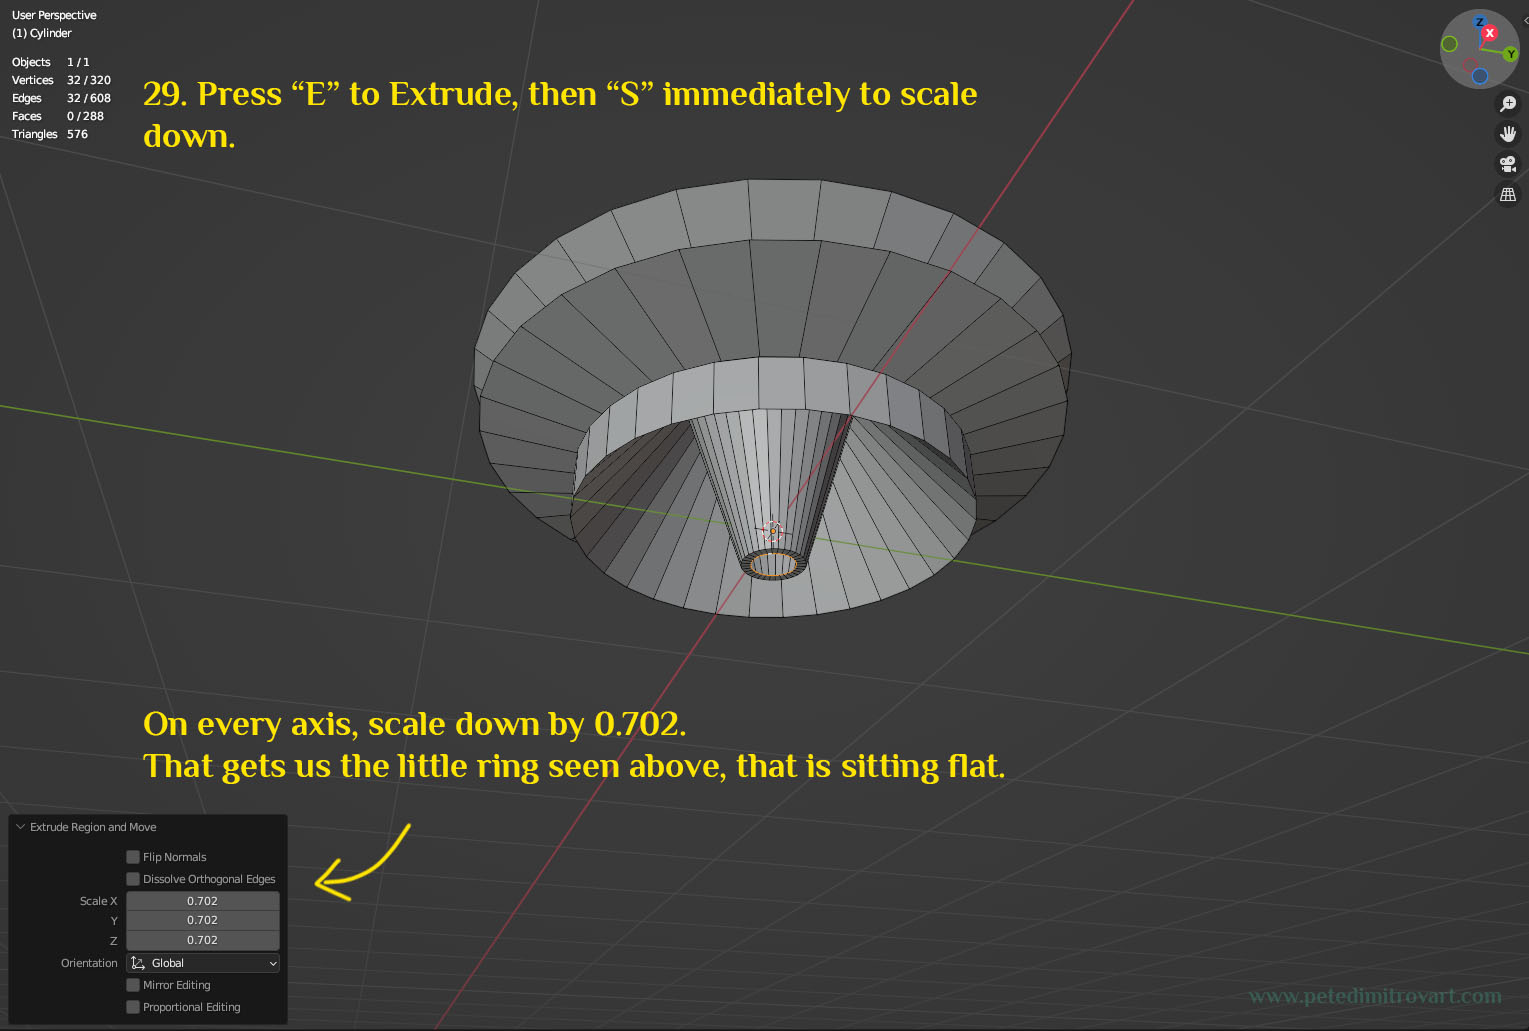 User Perspective
(1) Cylinder
Objects 1 / 1
Vertices 32 / 320
Edges 32 / 608
Faces 0 / 288
Triangles 576
Z
X
Y
29. Press “E” to Extrude, then “S” immediately to scale
down.
On every axis, scale down by 0.702.
That gets us the little ring seen above, that is sitting flat.
Extrude Region and Move
Flip Normals
Dissolve Orthogonal Edges
Scale X 0.702
Y 0.702
Z 0.702
Orientation Global
Mirror Editing
Proportional Editing
www.petedimitrovart.com